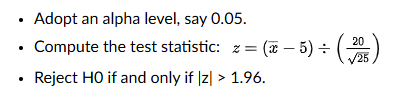 • Adopt an alpha level, say 0.05.
• Compute the test statistic: z = (x̅ − 5) ÷ (20/√25)
• Reject H0 if and only if |z| > 1.96.